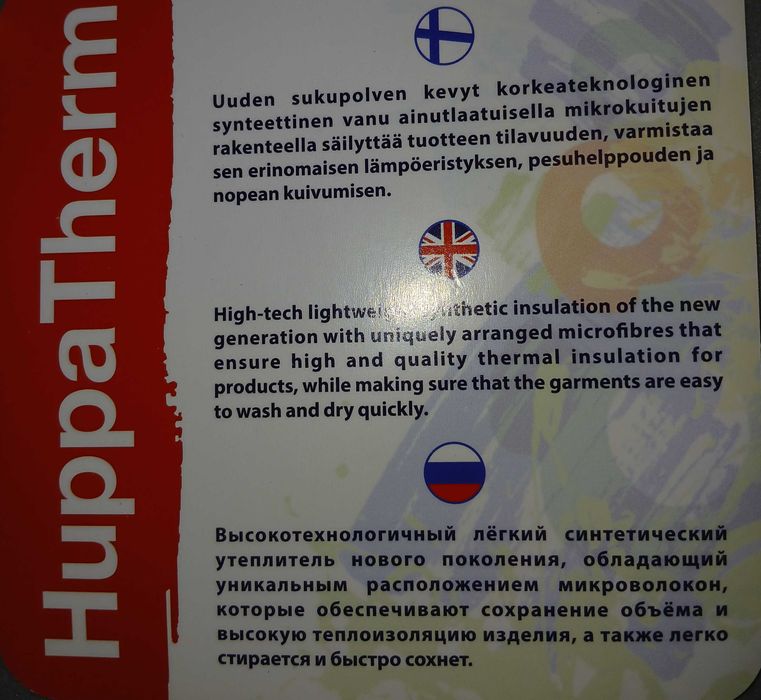 HuppaTherm
Uuden sukupolven kevyt korkeateknologinen
synteettinen vanu ainutlaatuisella mikrokuitujen
rakenteella säilyttää tuotteen tilavuuden, varmistaa
sen erinomaisen lämpöeristyksen, pesuhelppouden ja
nopean kuivumisen.
High-tech lightweight synthetic insulation of the new
generation with uniquely arranged microfibres that
ensure high and quality thermal insulation for
products, while making sure that the garments are easy
to wash and dry quickly.
Высокотехнологичный лёгкий синтетический
утеплитель нового поколения, обладающий
уникальным расположением микроволокон,
которые обеспечивают сохранение объёма и
высокую теплоизоляцию изделия, а также легко
стирается и быстро сохнет.